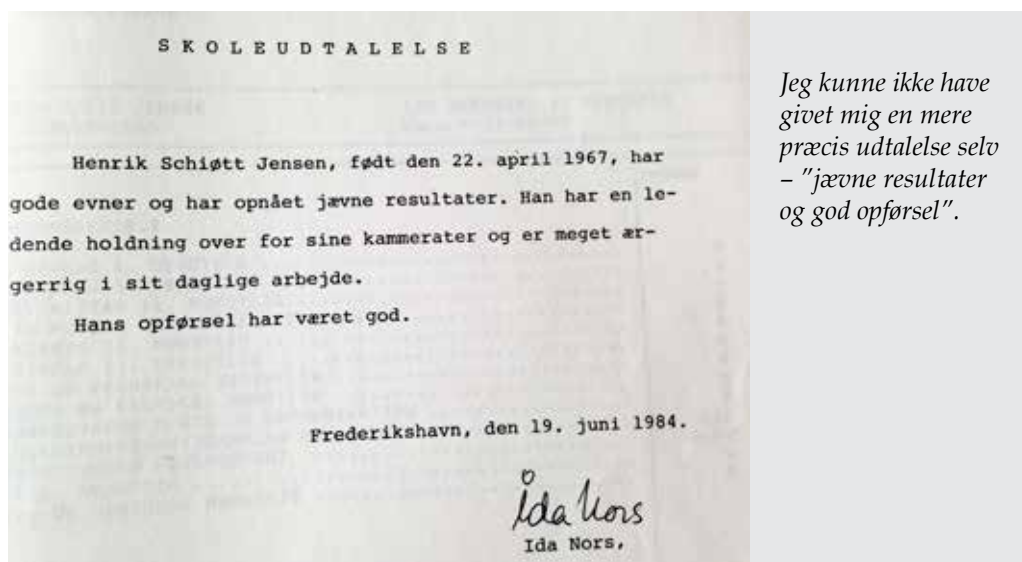 SKOLEUDTALELSE
Henrik Schiøtt Jensen, født den 22. april 1967, har
gode evner og har opnået jævne resultater. Han har en le-
dende holdning over for sine kammerater og er meget ær-
gerrig i sit daglige arbejde.
Hans opførsel har været god.
Frederikshavn, den 19. juni 1984.
Ida Nors
Ida Nors,
Jeg kunne ikke have
givet mig en mere
præcis udtalelse selv
– ”jævne resultater
og god opførsel”.